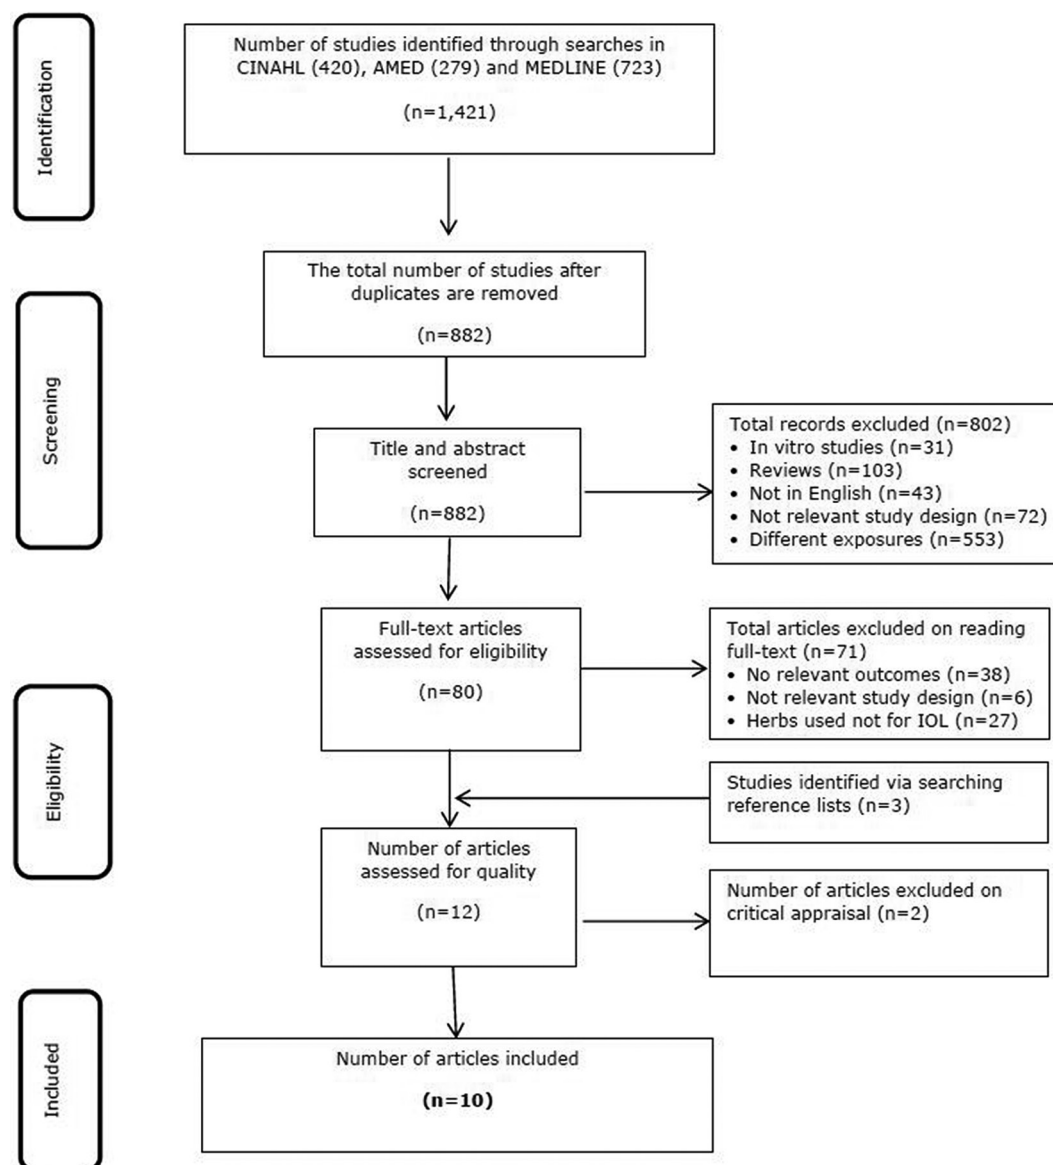 Identification
Number of studies identified through searches in
CINAHL (420), AMED (279) and MEDLINE (723)
(n=1,421)
Screening
The total number of studies after
duplicates are removed
(n=882)
Title and abstract
screened
(n=882)
Total records excluded (n=802)
• In vitro studies (n=31)
• Reviews (n=103)
• Not in English (n=43)
• Not relevant study design (n=72)
• Different exposures (n=553)
Eligibility
Full-text articles
assessed for eligibility
(n=80)
Total articles excluded on reading
full-text (n=71)
• No relevant outcomes (n=38)
• Not relevant study design (n=6)
• Herbs used not for IOL (n=27)
Studies identified via searching
reference lists (n=3)
Number of articles
assessed for quality
(n=12)
Number of articles excluded on
critical appraisal (n=2)
Included
Number of articles included
(n=10)